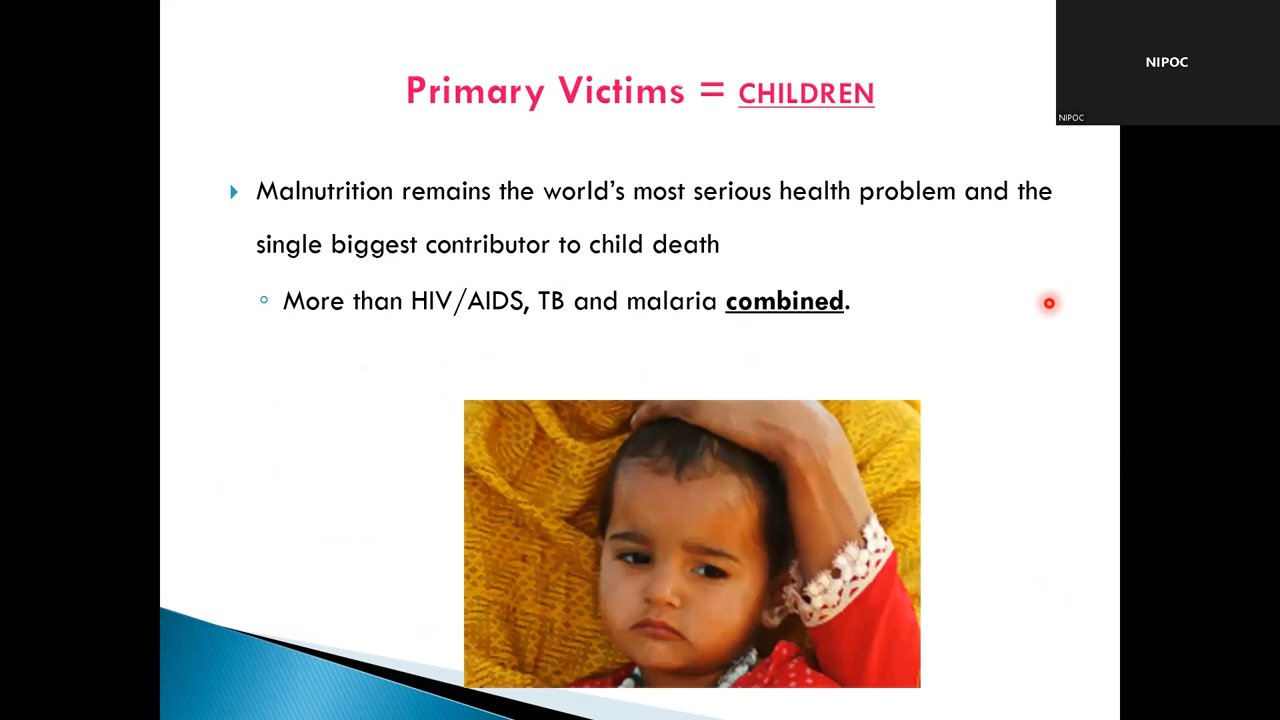 Primary Victims = CHILDREN
NIPOC
NIPOC
Malnutrition remains the world’s most serious health problem and the
single biggest contributor to child death
More than HIV/AIDS, TB and malaria combined.